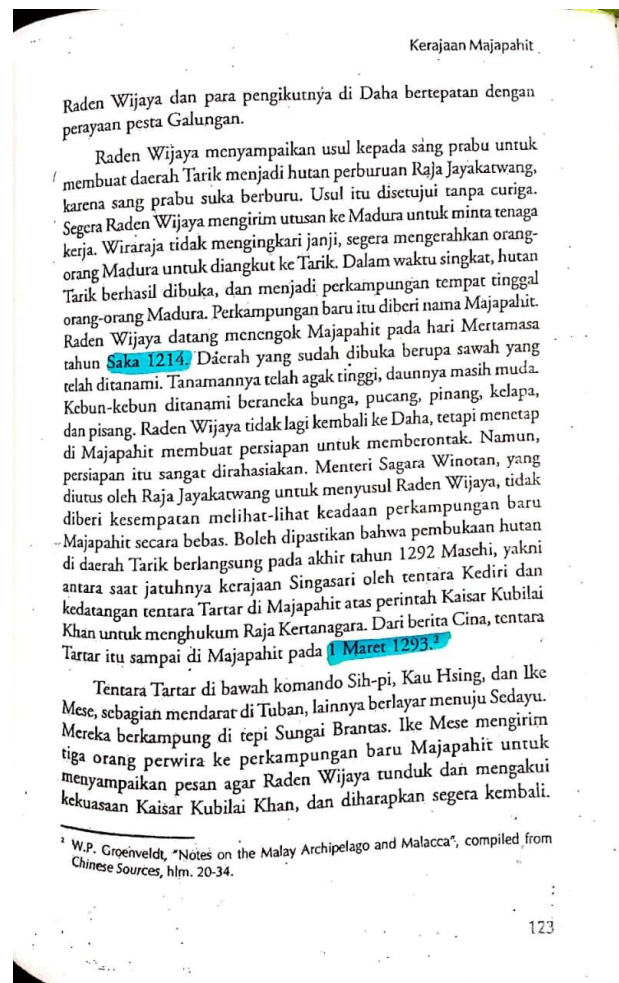 Kerajaan Majapahit
Raden Wijaya dan para pengikutnya di Daha bertepatan dengan
perayaan pesta Galungan.
Raden Wijaya menyampaikan usul kepada sang prabu untuk
membuat daerah Tarik menjadi hutan perburuan Raja Jayakatwang,
karena sang prabu suka berburu. Usul itu disetujui tanpa curiga.
Segera Raden Wijaya mengirim utusan ke Madura untuk minta tenaga
kerja. Wiraraja tidak mengingkari janji, segera mengerahkan orang-
orang Madura untuk diangkut ke Tarik. Dalam waktu singkat, hutan
Tarik berhasil dibuka, dan menjadi perkampungan tempat tinggal
orang-orang Madura. Perkampungan baru itu diberi nama Majapahit.
Raden Wijaya datang menengok Majapahit pada hari Mertamasa
tahun Saka 1214. Daerah yang sudah dibuka berupa sawah yang
telah ditanami. Tanamannya telah agak tinggi, daunnya masih muda.
Kebun-kebun ditanami beraneka bunga, pucang, pinang, kelapa,
dan pisang. Raden Wijaya tidak lagi kembali ke Daha, tetapi menetap
di Majapahit membuat persiapan untuk memberontak. Namun,
persiapan itu sangat dirahasiakan. Menteri Sagara Winotan, yang
diutus oleh Raja Jayakatwang untuk menyusul Raden Wijaya, tidak
diberi kesempatan melihat-lihat keadaan perkampungan baru
Majapahit secara bebas. Boleh dipastikan bahwa pembukaan hutan
di daerah Tarik berlangsung pada akhir tahun 1292 Masehi, yakni
antara saat jatuhnya kerajaan Singasari oleh tentara Kediri dan
kedatangan tentara Tartar di Majapahit atas perintah Kaisar Kubilai
Khan untuk menghukum Raja Kertanagara. Dari berita Cina, tentara
Tartar itu sampai di Majapahit pada 1 Maret 1293.²
Tentara Tartar di bawah komando Sih-pi, Kau Hsing, dan Ike
Mese, sebagian mendarat di Tuban, lainnya berlayar menuju Sedayu.
Mereka berkampung di tepi Sungai Brantas. Ike Mese mengirim
tiga orang perwira ke perkampungan baru Majapahit untuk
menyampaikan pesan agar Raden Wijaya tunduk dan mengakui
kekuasaan Kaisar Kubilai Khan, dan diharapkan segera kembali.
² W.P. Groenveldt, "Notes on the Malay Archipelago and Malacca", compiled from
Chinese Sources, hlm. 20-34.
123